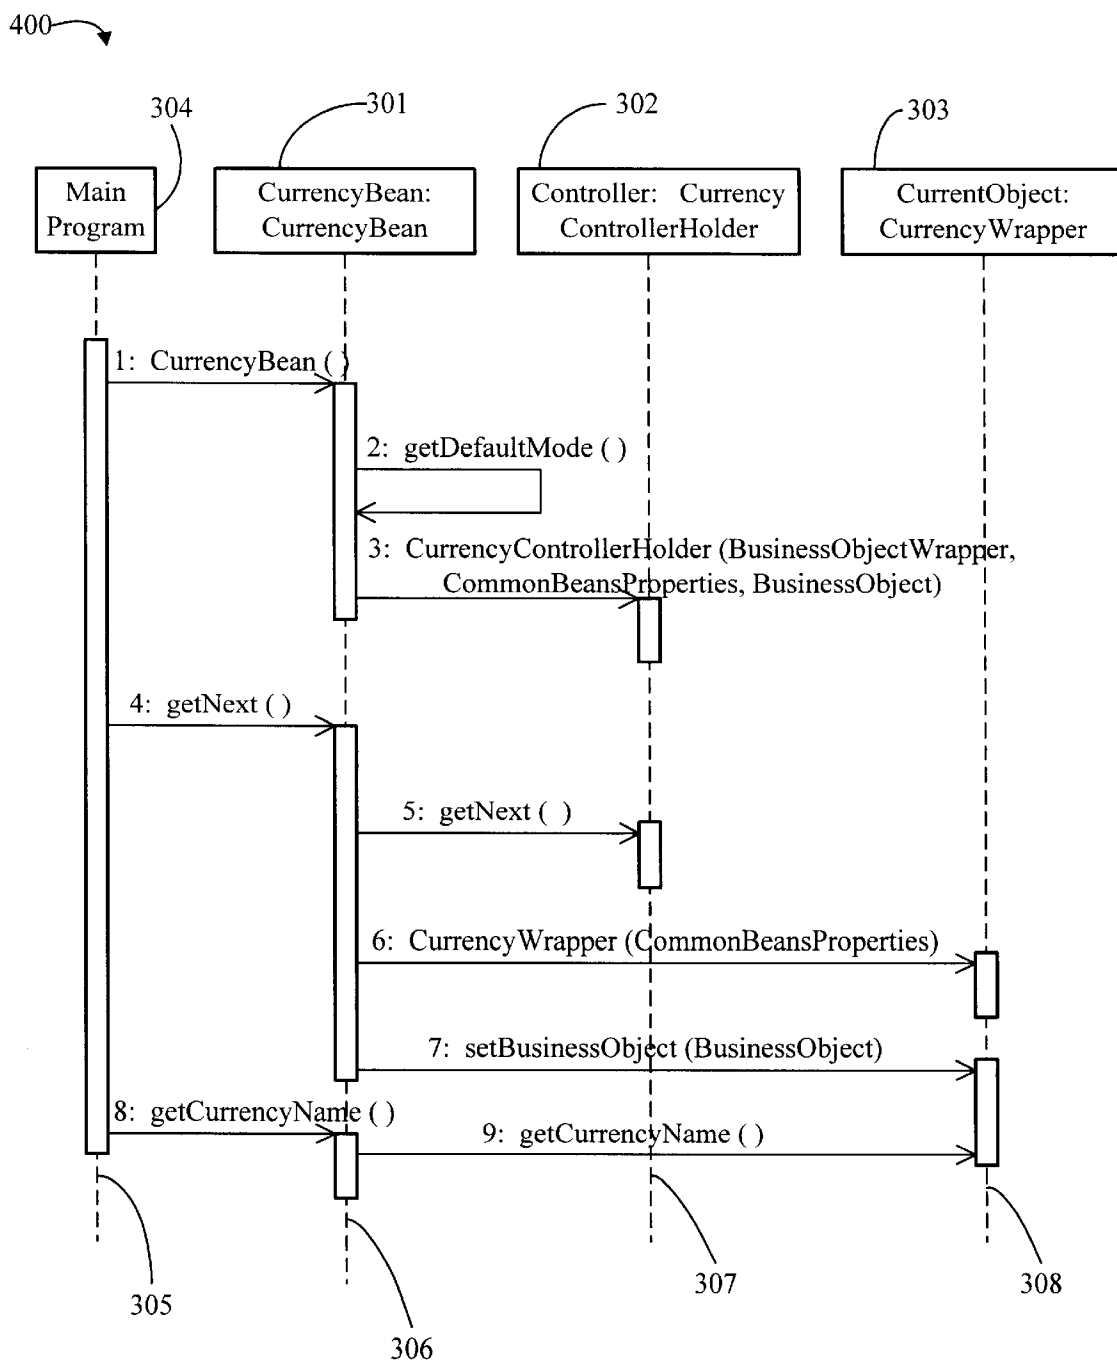 400
304
301
302
303
Main
Program
CurrencyBean:
CurrencyBean
Controller: Currency
ControllerHolder
CurrentObject:
CurrencyWrapper
1: CurrencyBean ( )
2: getDefaultMode ( )
3: CurrencyControllerHolder (BusinessObjectWrapper,
CommonBeansProperties, BusinessObject)
4: getNext ( )
5: getNext ( )
6: CurrencyWrapper (CommonBeansProperties)
7: setBusinessObject (BusinessObject)
8: getCurrencyName ( )
9: getCurrencyName ( )
305
306
307
308